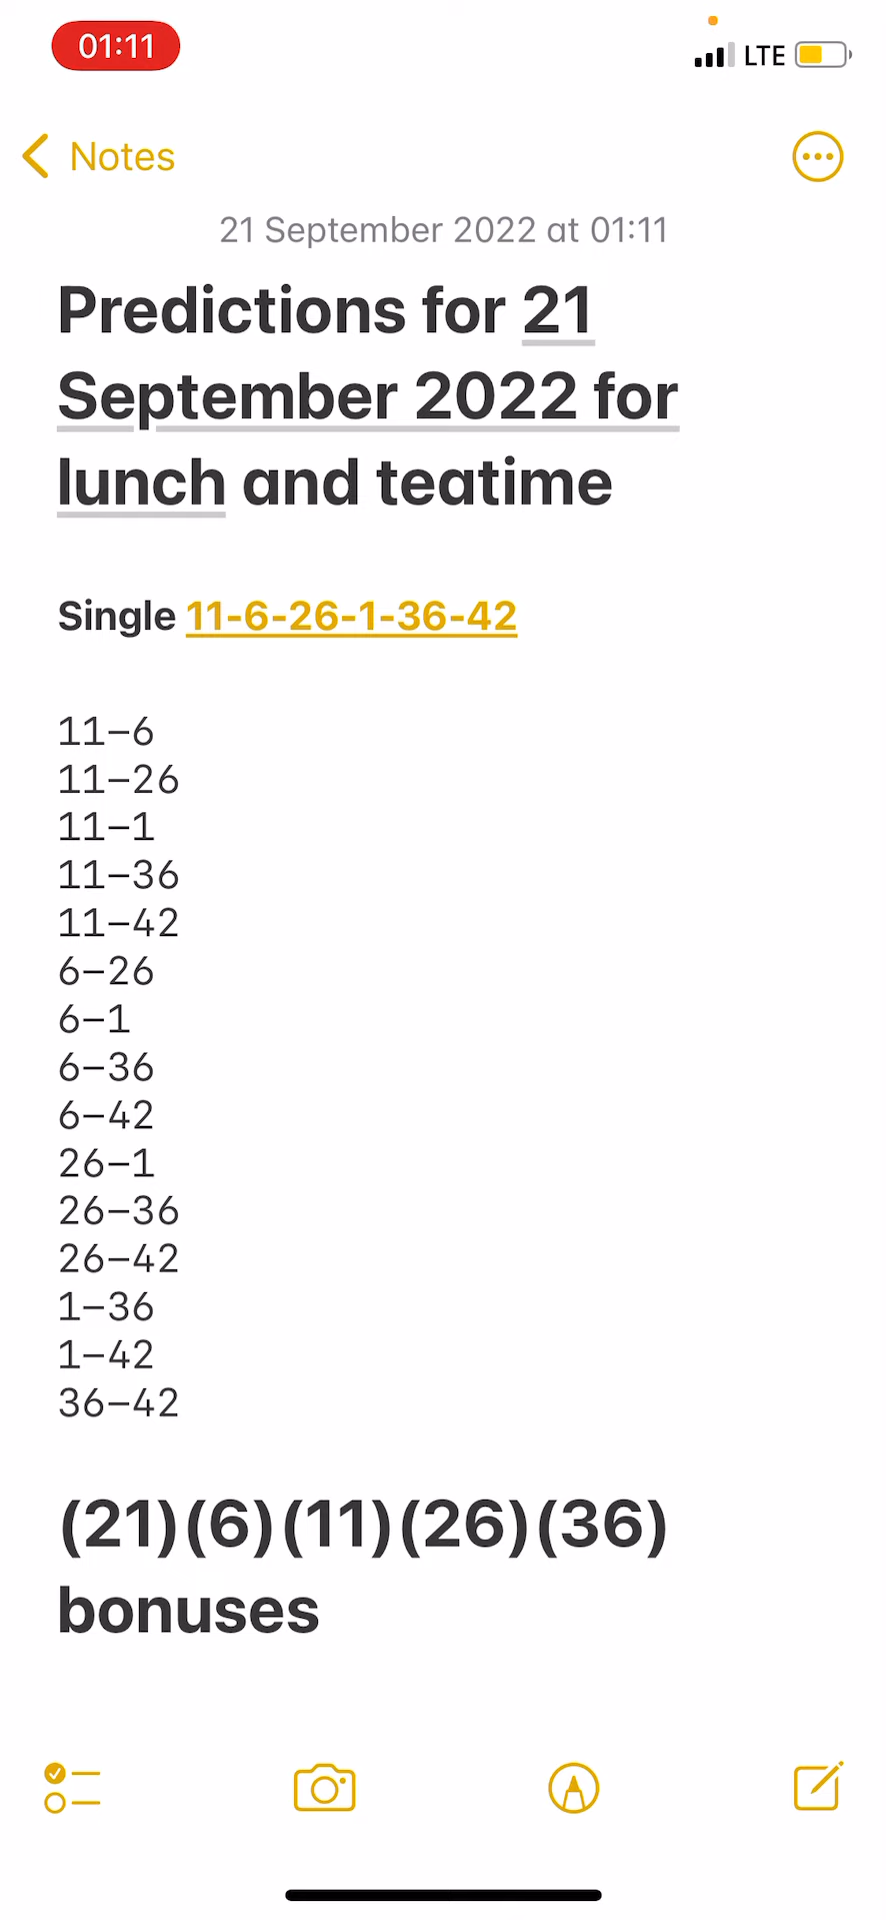 01:11
LTE
Notes
21 September 2022 at 01:11
Predictions for 21
September 2022 for
lunch and teatime
Single 11-6-26-1-36-42
11–6
11–26
11–1
11–36
11–42
6–26
6–1
6–36
6–42
26–1
26–36
26–42
1–36
1–42
36–42
(21)(6)(11)(26)(36)
bonuses